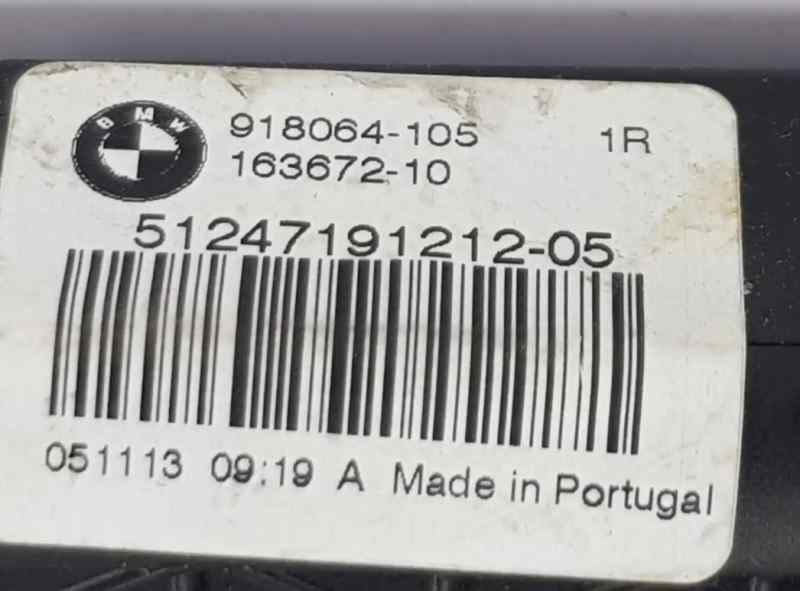 BMW
918064-105 1R
163672-10
51247191212-05
051113 09:19 A Made in Portugal